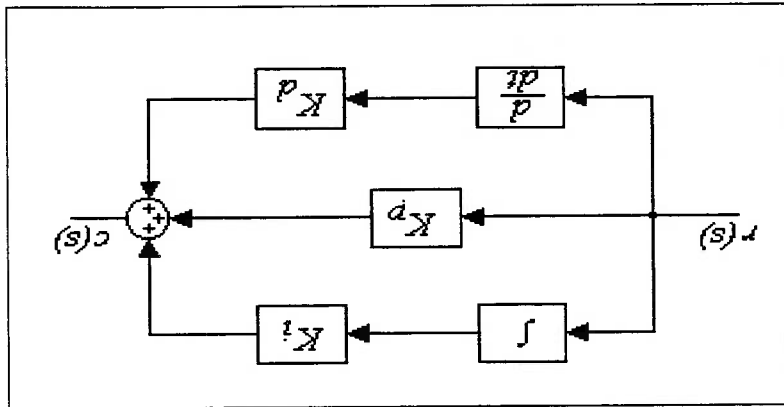 ∫
K_i
r(s)
K_p
+
+
+
c(s)
d
dt
K_d